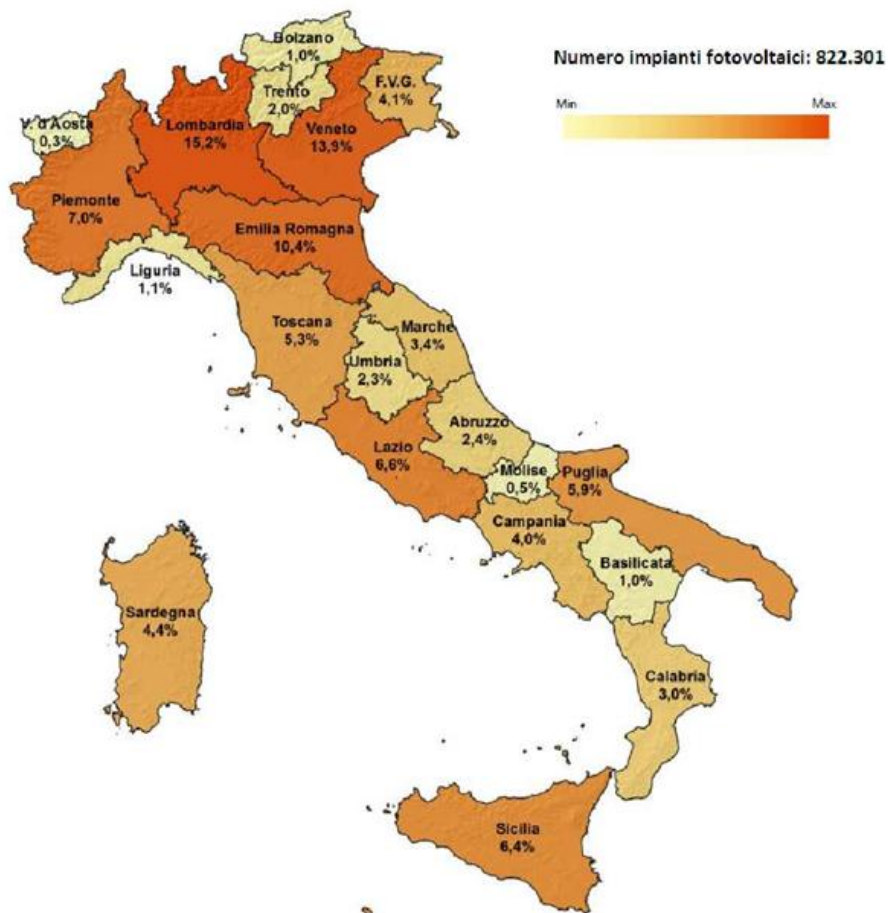 Numero impianti fotovoltaici: 822.301
Min
Max
Bolzano
1,0%
Trento
2,0%
F.V.G.
4,1%
V. d'Aosta
0,3%
Lombardia
15,2%
Veneto
13,9%
Piemonte
7,0%
Emilia Romagna
10,4%
Liguria
1,1%
Toscana
5,3%
Marche
3,4%
Umbria
2,3%
Abruzzo
2,4%
Lazio
6,6%
Molise
0,5%
Puglia
5,9%
Campania
4,0%
Basilicata
1,0%
Sardegna
4,4%
Calabria
3,0%
Sicilia
6,4%